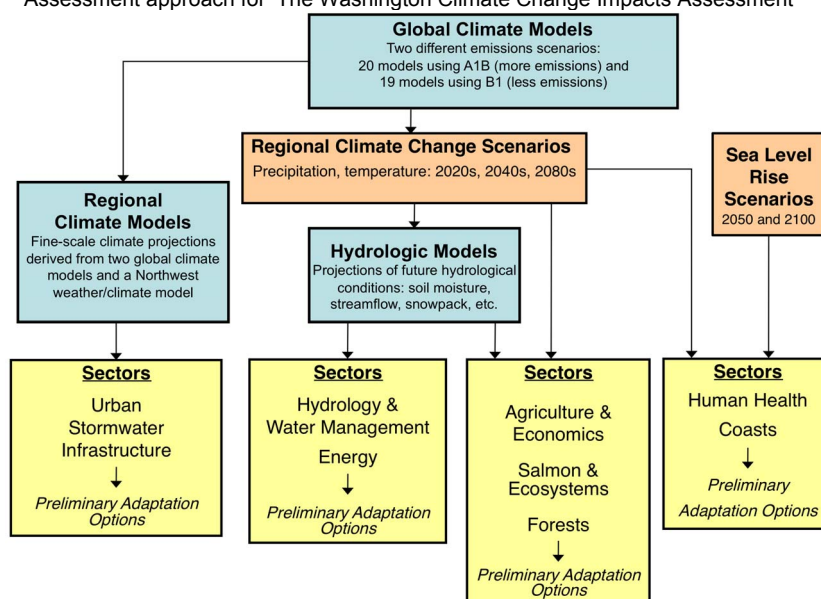 Assessment approach for "The Washington Climate Change Impacts Assessment"
Global Climate Models
Two different emissions scenarios:
20 models using A1B (more emissions) and
19 models using B1 (less emissions)
Regional Climate Change Scenarios
Precipitation, temperature: 2020s, 2040s, 2080s
Sea Level
Rise
Scenarios
2050 and 2100
Regional
Climate Models
Fine-scale climate projections
derived from two global climate
models and a Northwest
weather/climate model
Hydrologic Models
Projections of future hydrological
conditions: soil moisture,
streamflow, snowpack, etc.
Sectors
Urban
Stormwater
Infrastructure
Preliminary Adaptation
Options
Sectors
Hydrology &
Water Management
Energy
Preliminary Adaptation
Options
Sectors
Agriculture &
Economics
Salmon &
Ecosystems
Forests
Preliminary Adaptation
Options
Sectors
Human Health
Coasts
Preliminary
Adaptation Options